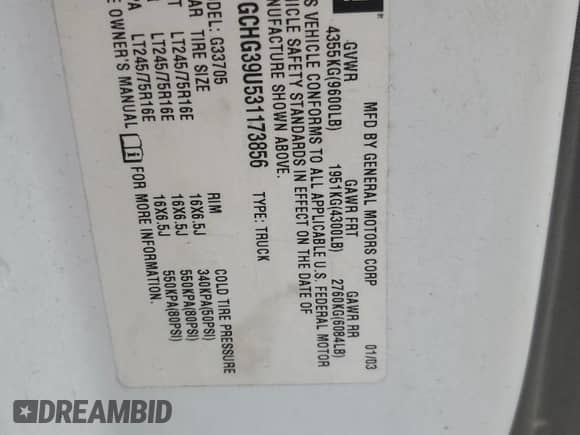 MFD BY GENERAL MOTORS CORP 01/03
GVWR GAWR FRT GAWR RR
4355KG(9600LB) 1951KG(4300LB) 2760KG(6084LB)
S VEHICLE CONFORMS TO ALL APPLICABLE U.S. FEDERAL MOTOR
HICLE SAFETY STANDARDS IN EFFECT ON THE DATE OF
NUFACTURE SHOWN ABOVE.
GCHG39U531173856 TYPE: TRUCK
MODEL: G33705
AR TIRE SIZE RIM COLD TIRE PRESSURE
T LT245/75R16E 16X6.5J 340KPA(50PSI)
LT245/75R16E 16X6.5J 550KPA(80PSI)
PA LT245/75R16E 16X6.5J 550KPA(80PSI)
E OWNER'S MANUAL FOR MORE INFORMATION.
DREAMBID